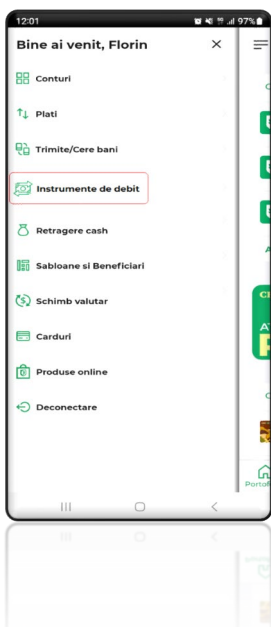 12:01
97%
Bine ai venit, Florin
Conturi
Plati
Trimite/Cere bani
Instrumente de debit
Retragere cash
Sabloane si Beneficiari
Schimb valutar
Carduri
Produse online
Deconectare